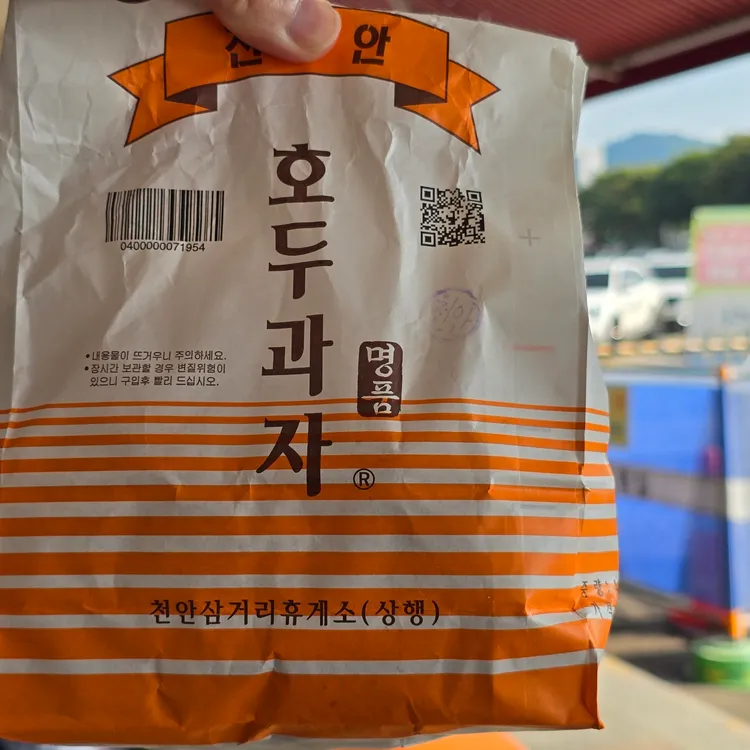 천안
호두과자
®
명품
0400000071954
• 내용물이 뜨거우니 주의하세요.
• 장시간 보관할 경우 변질위험이
있으니 구입후 빨리 드십시오.
천안삼거리휴게소(상행)